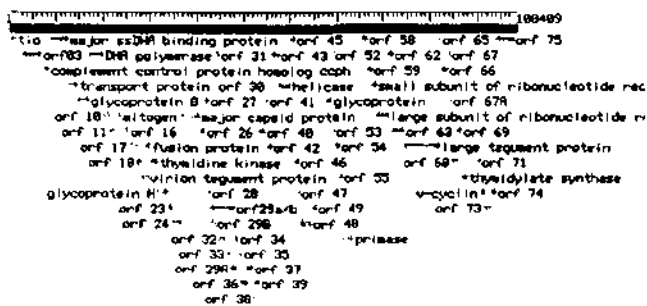 1 100409
tio major ssDNA binding protein orf 45 orf 58 orf 65 orf 75
orf03 DNA polymerase orf 31 orf 43 orf 52 orf 62 orf 67
complement control protein homolog ccph orf 59 orf 66
transport protein orf 30 helicase small subunit of ribonucleotide rec
glycoprotein B orf 27 orf 41 glycoprotein orf 67A
orf 10 mitogen major capsid protein large subunit of ribonucleotide r
orf 11 orf 16 orf 26 orf 40 orf 53 orf 63 orf 69
orf 17 fusion protein orf 42 orf 54 large tegument protein
orf 18 thymidine kinase orf 46 orf 60 orf 71
virion tegument protein orf 55 thymidylate synthase
glycoprotein H orf 28 orf 47 v-cyclin orf 74
orf 23 orf29a/b orf 49 orf 73
orf 24 orf 29B orf 48
orf 32 orf 34 primase
orf 33 orf 35
orf 29A orf 37
orf 36 orf 39
orf 38